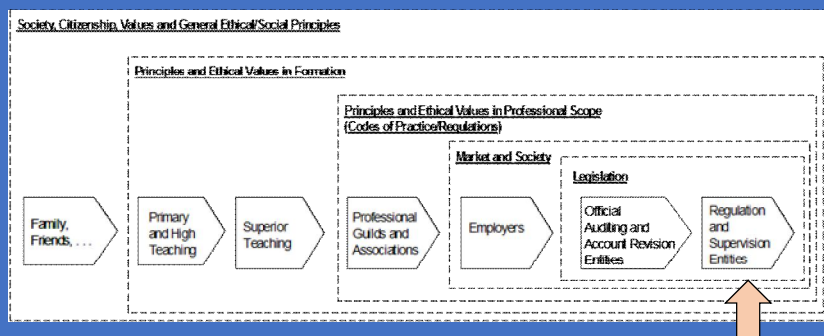 Society, Citizenship, Values and General Ethical/Social Principles
Principles and Ethical Values in Formation
Principles and Ethical Values in Professional Scope
(Codes of Practice/Regulations)
Market and Society
Legislation
Family,
Friends, . . .
Primary
and High
Teaching
Superior
Teaching
Professional
Guilds and
Associations
Employers
Official
Auditing and
Account Revision
Entities
Regulation
and
Supervision
Entities